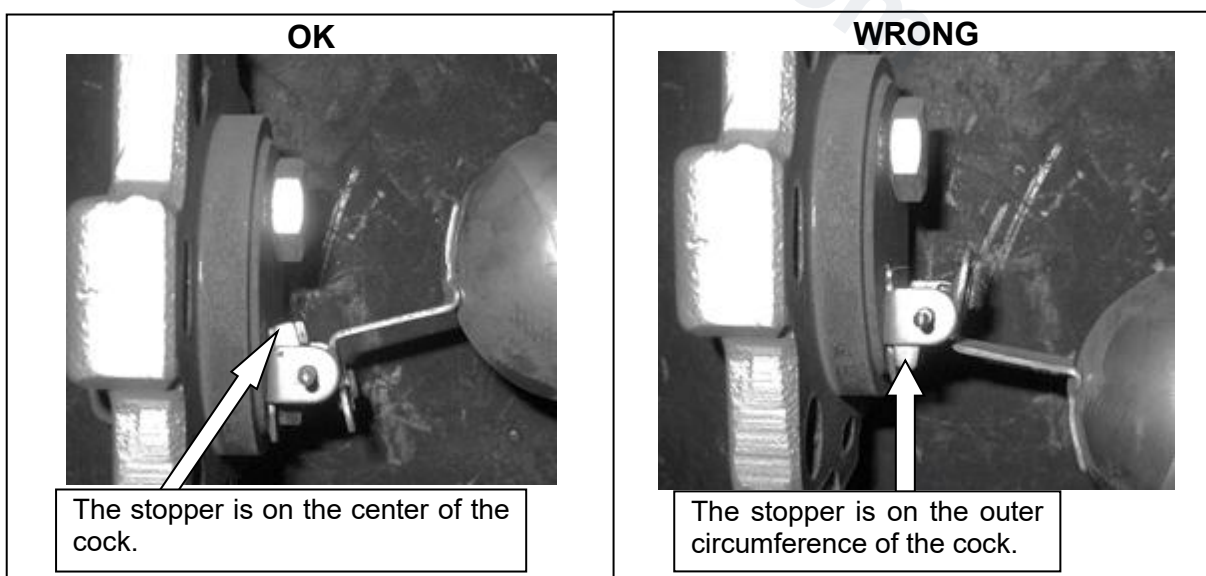 OK
The stopper is on the center of the
cock.
WRONG
The stopper is on the outer
circumference of the cock.